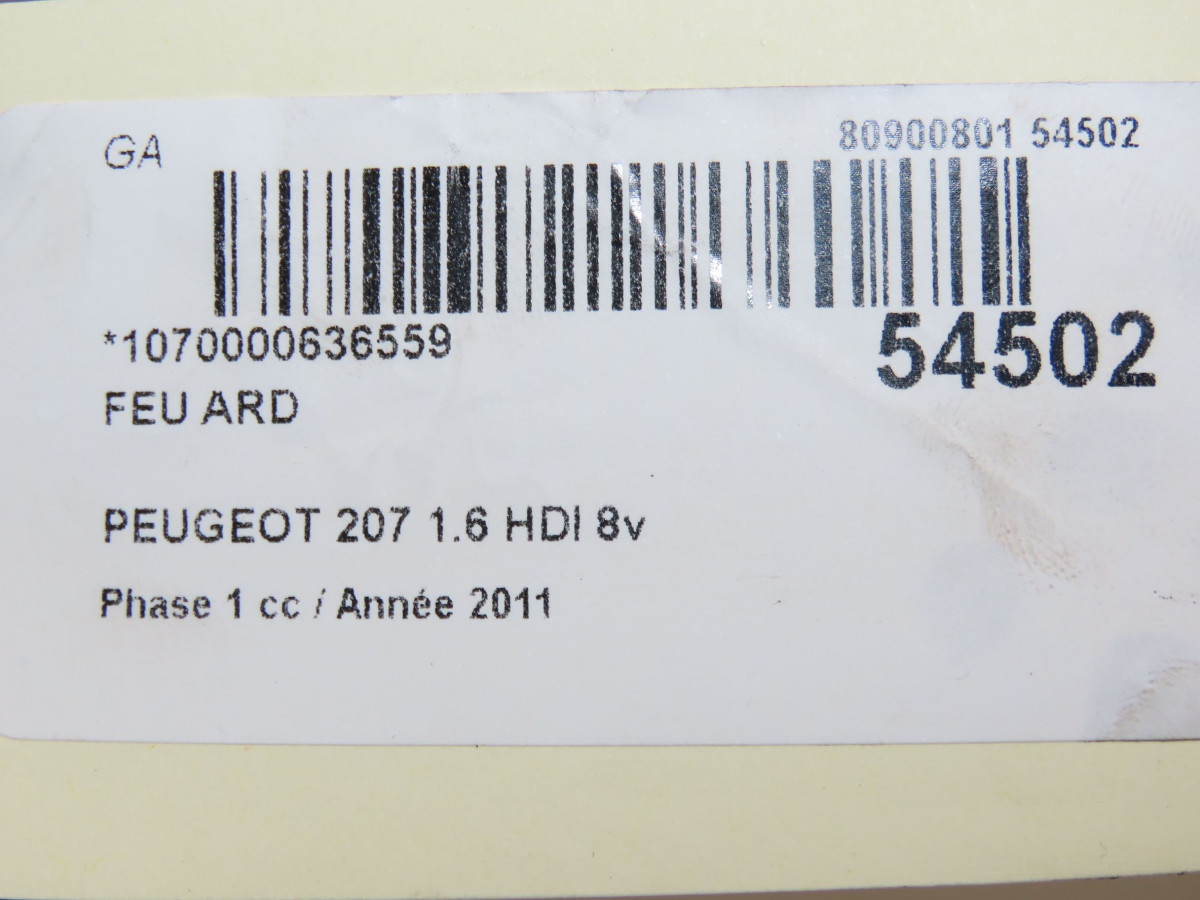 GA
80900801 54502
*1070000636559
54502
FEU ARD
PEUGEOT 207 1.6 HDI 8v
Phase 1 cc / Année 2011